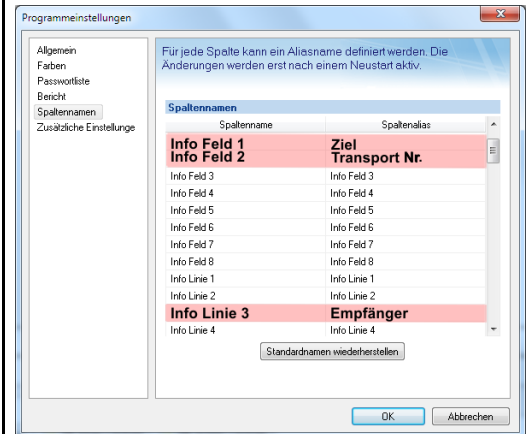 Programmeinstellungen
Allgemein
Farben
Passwortliste
Bericht
Spaltennamen
Zusätzliche Einstellunge
Für jede Spalte kann ein Aliasname definiert werden. Die
Änderungen werden erst nach einem Neustart aktiv.
Spaltennamen
Spaltenname Spaltenalias
Info Feld 1 Ziel
Info Feld 2 Transport Nr.
Info Feld 3 Info Feld 3
Info Feld 4 Info Feld 4
Info Feld 5 Info Feld 5
Info Feld 6 Info Feld 6
Info Feld 7 Info Feld 7
Info Feld 8 Info Feld 8
Info Linie 1 Info Linie 1
Info Linie 2 Info Linie 2
Info Linie 3 Empfänger
Info Linie 4 Info Linie 4
Standardnamen wiederherstellen
OK Abbrechen